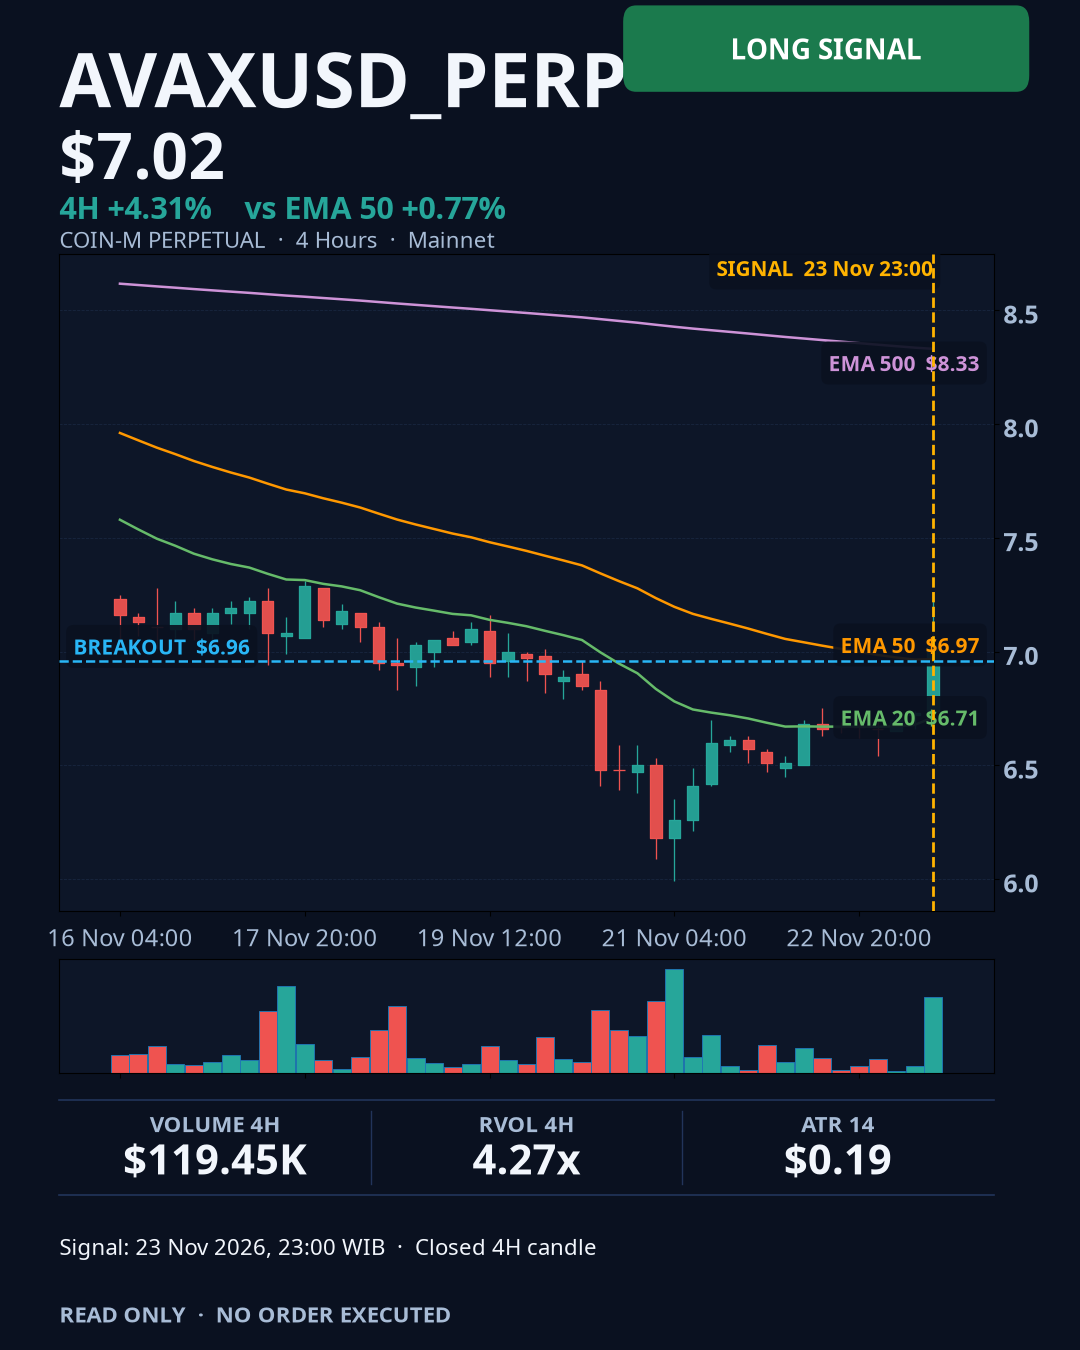 LONG SIGNAL
AVAXUSD_PERP
$7.02
4H +4.31% vs EMA 50 +0.77%
COIN-M PERPETUAL · 4 Hours · Mainnet
SIGNAL 23 Nov 23:00
8.5
EMA 500 $8.33
8.0
7.5
BREAKOUT $6.96
EMA 50 $6.97
7.0
EMA 20 $6.71
6.5
6.0
16 Nov 04:00 17 Nov 20:00 19 Nov 12:00 21 Nov 04:00 22 Nov 20:00
VOLUME 4H RVOL 4H ATR 14
$119.45K 4.27x $0.19
Signal: 23 Nov 2026, 23:00 WIB · Closed 4H candle
READ ONLY · NO ORDER EXECUTED